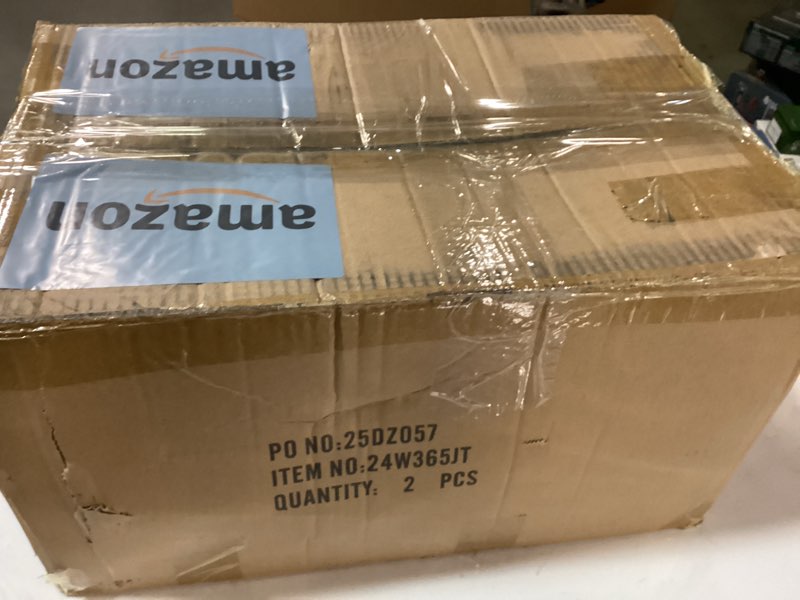 amazon
amazon
PO NO:25DZ057
ITEM NO:24W365JT
QUANTITY: 2 PCS